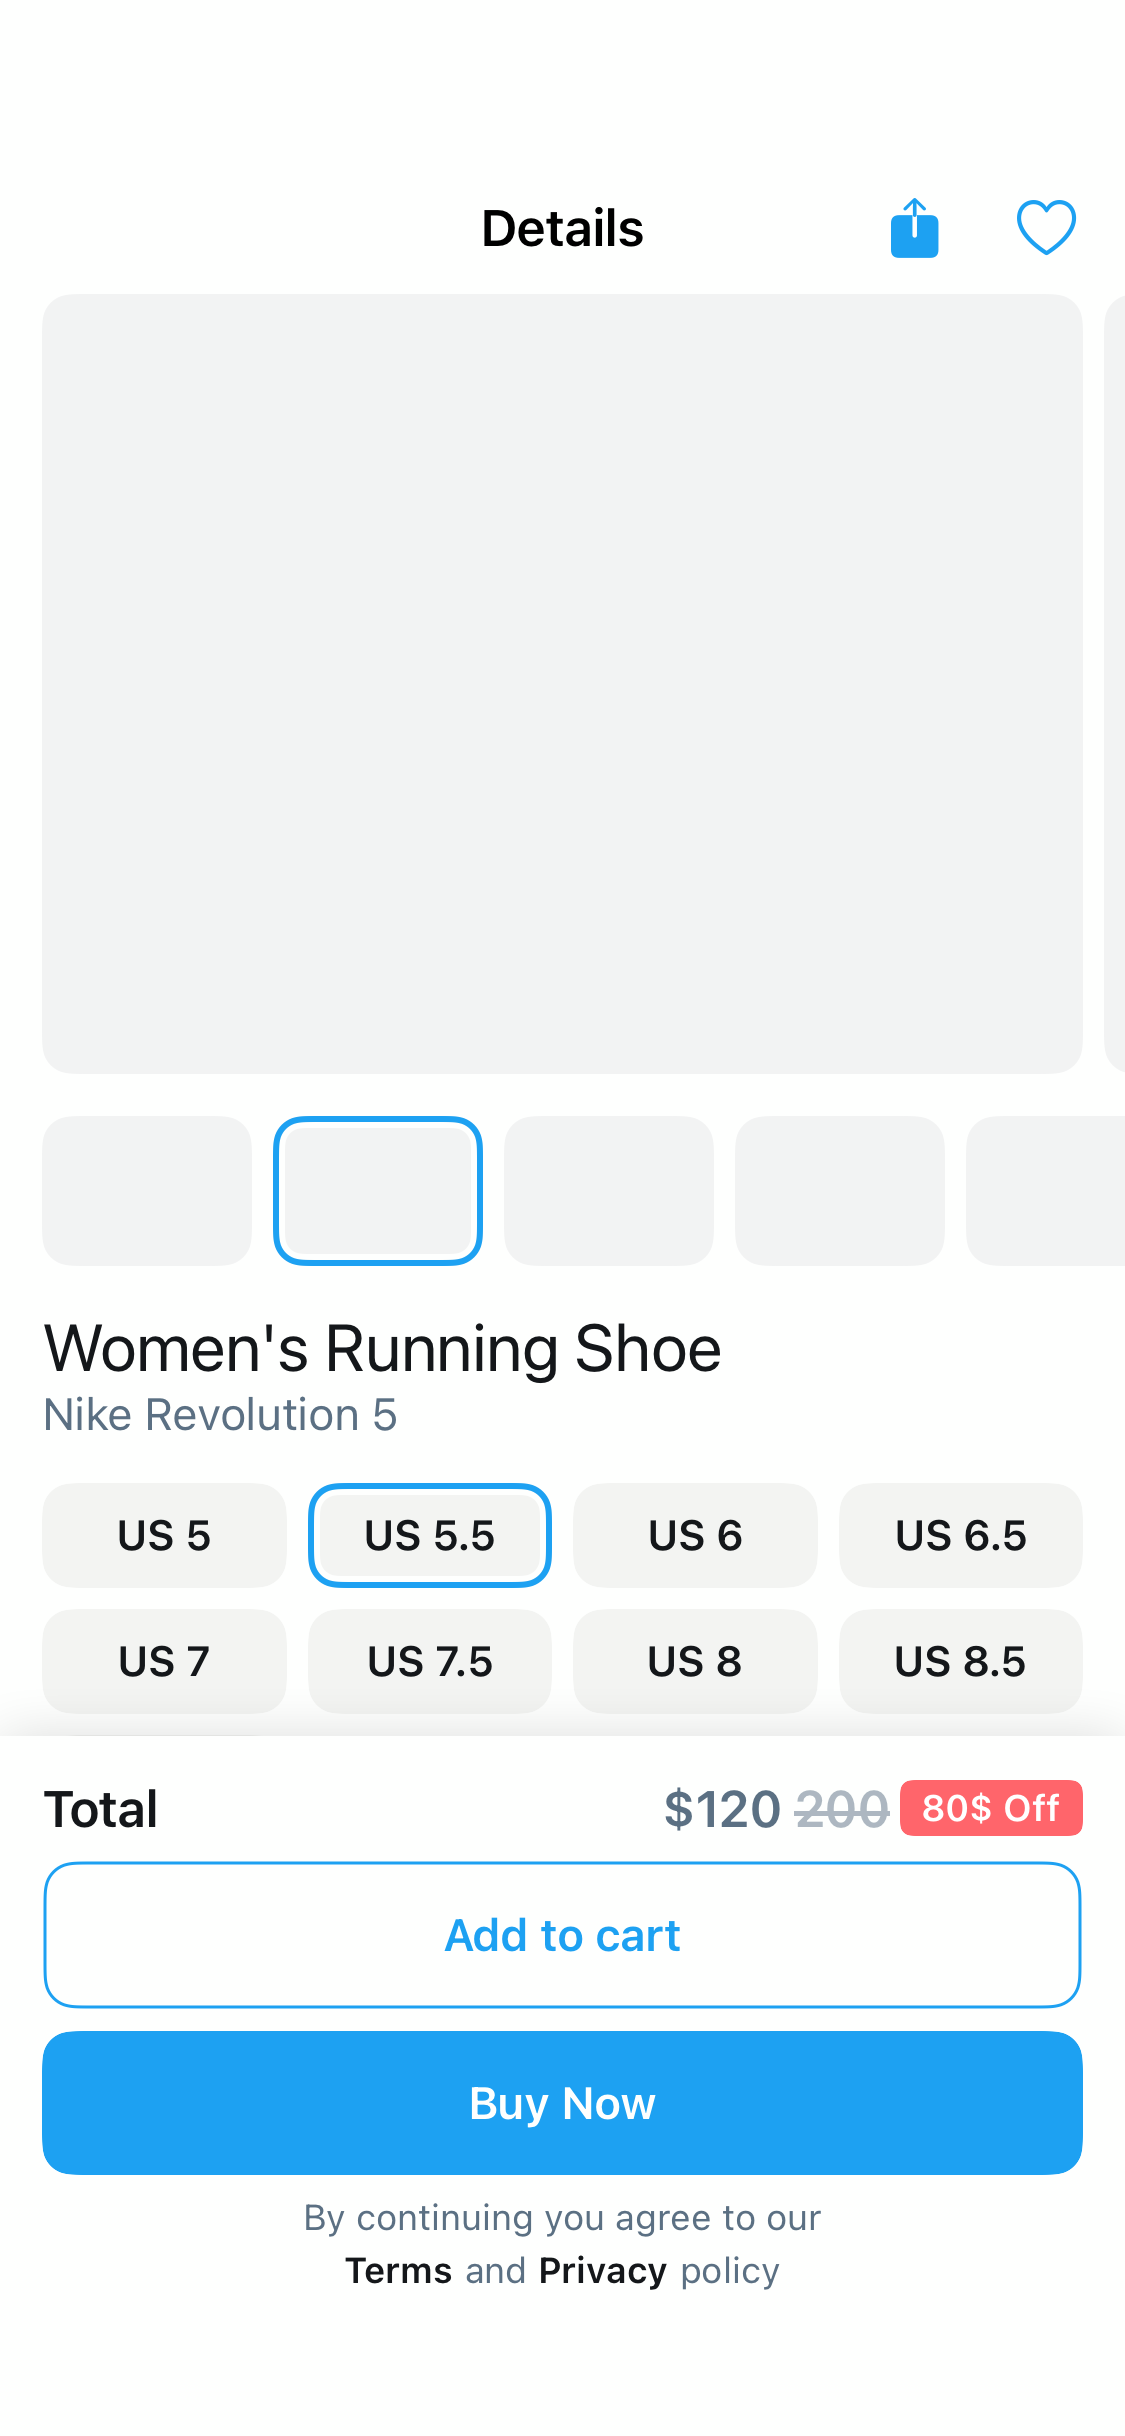 Details
Women's Running Shoe
Nike Revolution 5
US 5 US 5.5 US 6 US 6.5
US 7 US 7.5 US 8 US 8.5
Total $120 200 80$ Off
Add to cart
Buy Now
By continuing you agree to our
Terms and Privacy policy